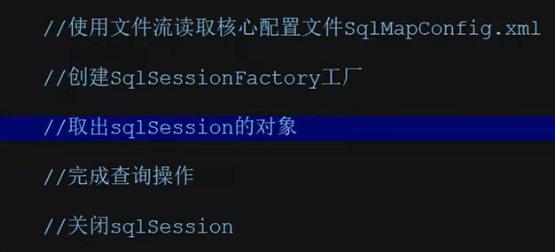 //使用文件流读取核心配置文件SqlMapConfig.xml
//创建SqlSessionFactory工厂
//取出sqlSession的对象
//完成查询操作
//关闭sqlSession